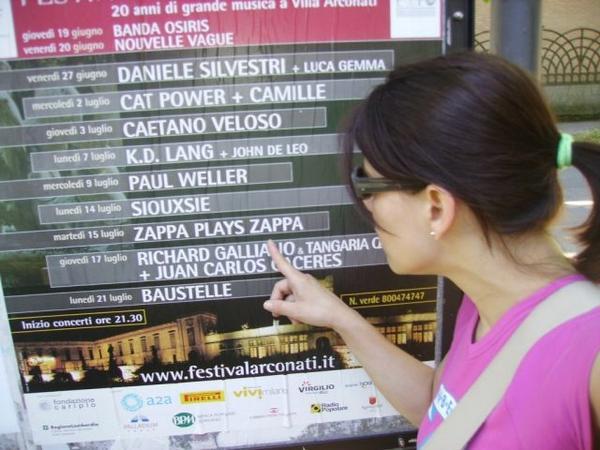 20 anni di grande musica a Villa Arconati
giovedì 19 giugno BANDA OSIRIS
venerdì 20 giugno NOUVELLE VAGUE
venerdì 27 giugno DANIELE SILVESTRI + LUCA GEMMA
mercoledì 2 luglio CAT POWER + CAMILLE
giovedì 3 luglio CAETANO VELOSO
lunedì 7 luglio K.D. LANG + JOHN DE LEO
mercoledì 9 luglio PAUL WELLER
lunedì 14 luglio SIOUXSIE
martedì 15 luglio ZAPPA PLAYS ZAPPA
giovedì 17 luglio RICHARD GALLIANO & TANGARIA
+ JUAN CARLOS CACERES
lunedì 21 luglio BAUSTELLE
Inizio concerti ore 21.30
N. verde 800474747
www.festivalarconati.it
fondazione cariplo
a2a
PIRELLI
vivimilano
VIRGILIO
RegioneLombardia
PALLADIUM
BPM
Radio Popolare